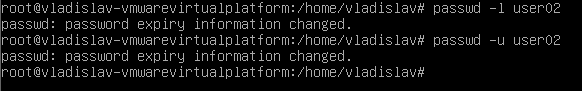 root@vladislav-vmwarevirtualplatform:/home/vladislav# passwd -l user02
passwd: password expiry information changed.
root@vladislav-vmwarevirtualplatform:/home/vladislav# passwd -u user02
passwd: password expiry information changed.
root@vladislav-vmwarevirtualplatform:/home/vladislav#